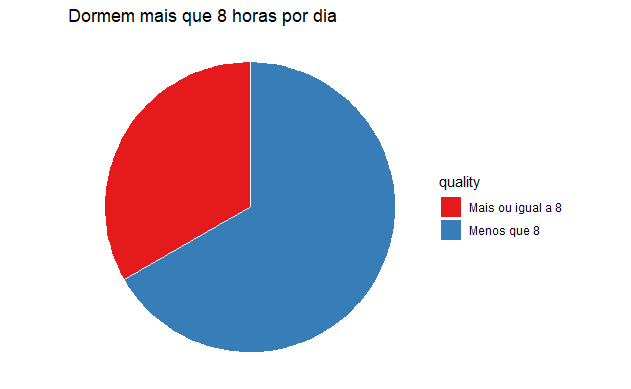 Dormem mais que 8 horas por dia
quality
Mais ou igual a 8
Menos que 8